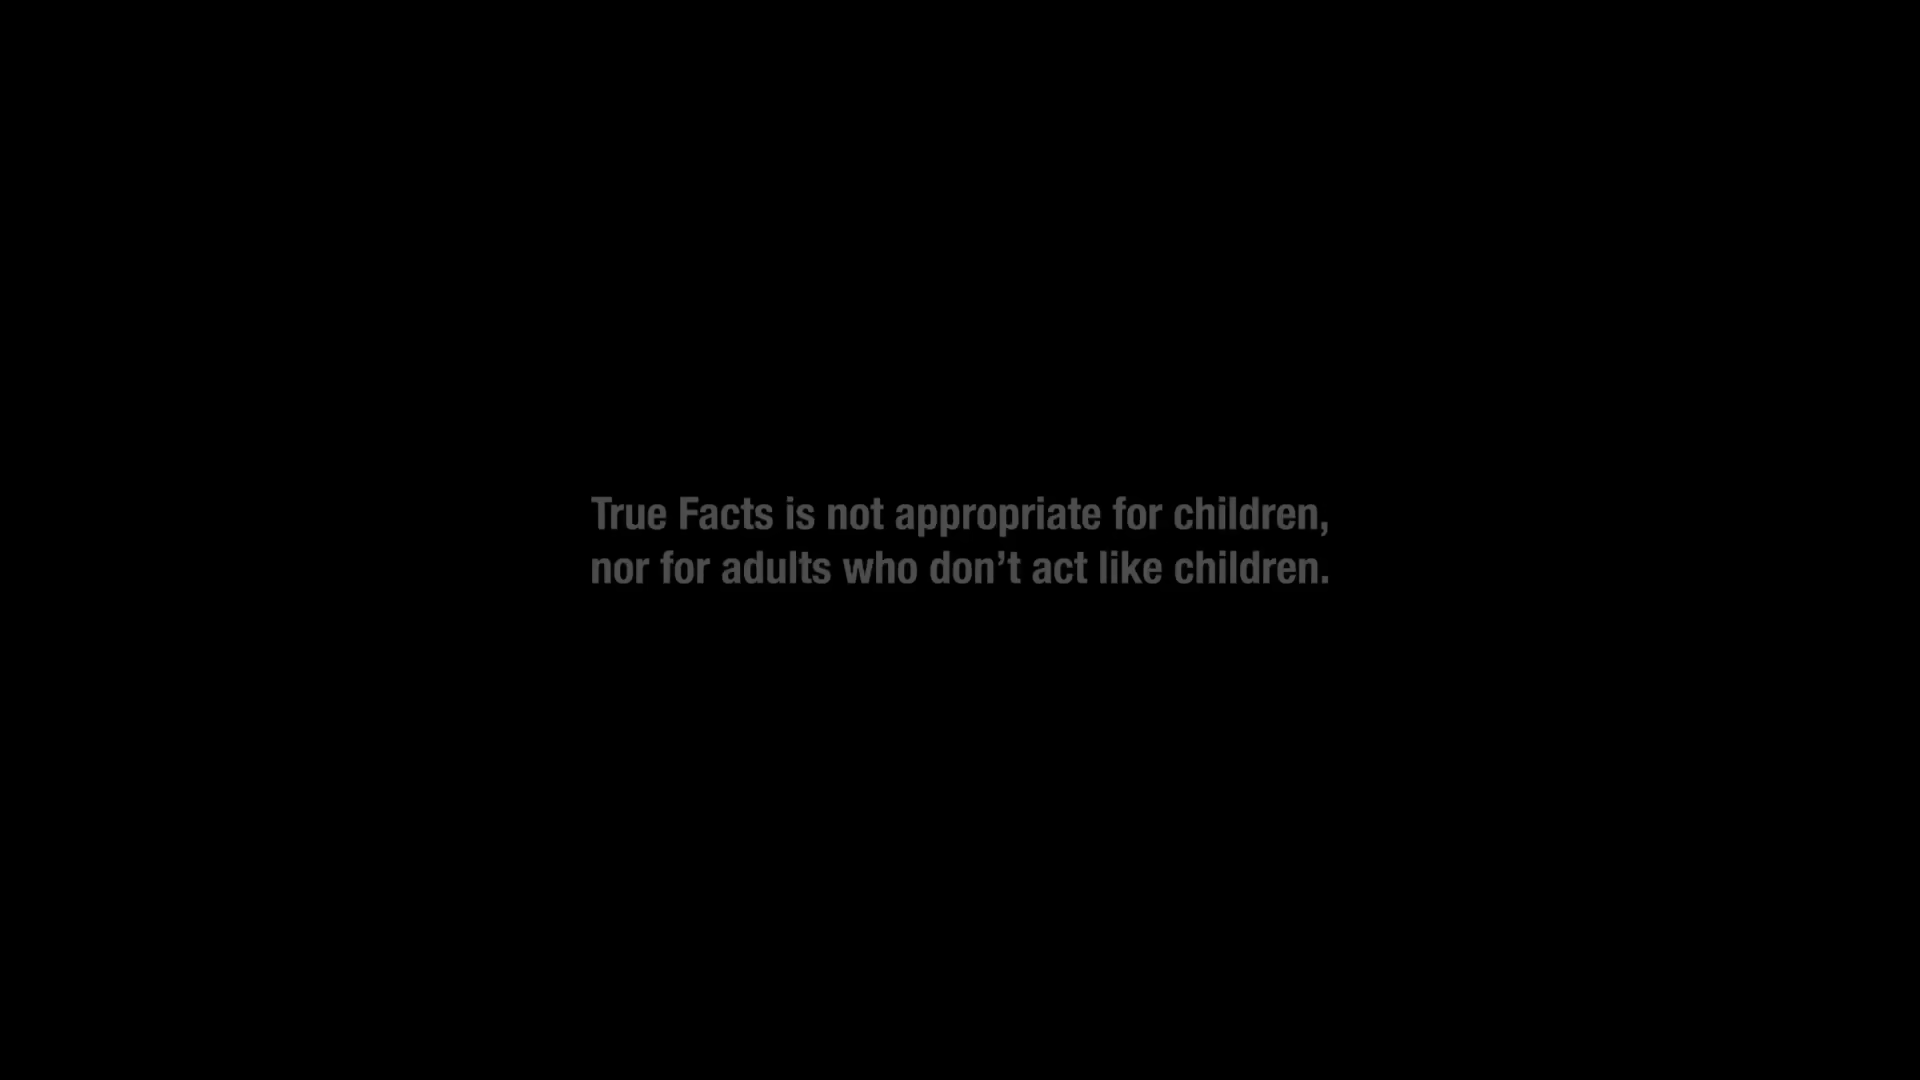 True Facts is not appropriate for children,
nor for adults who don’t act like children.